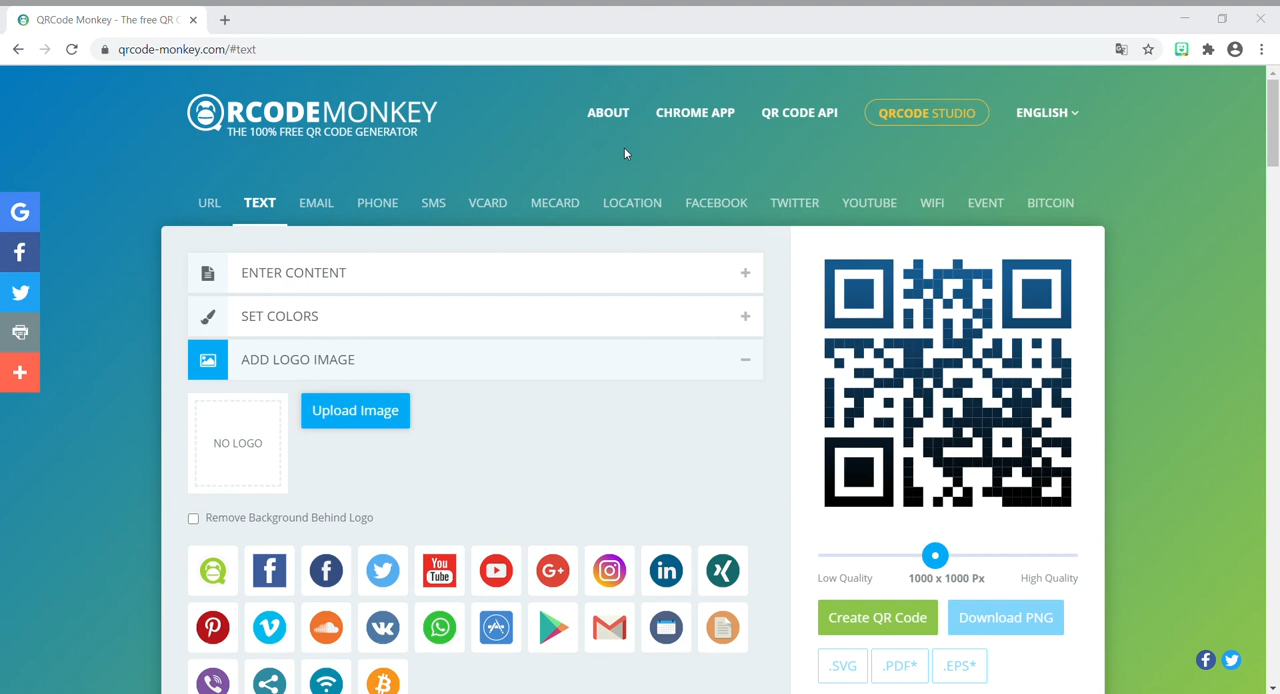 QRCode Monkey - The free QR C
qrcode-monkey.com/#text
QRCODEMONKEY
THE 100% FREE QR CODE GENERATOR
ABOUT
CHROME APP
QR CODE API
QRCODE STUDIO
ENGLISH
URL
TEXT
EMAIL
PHONE
SMS
VCARD
MECARD
LOCATION
FACEBOOK
TWITTER
YOUTUBE
WIFI
EVENT
BITCOIN
ENTER CONTENT
SET COLORS
ADD LOGO IMAGE
NO LOGO
Upload Image
Remove Background Behind Logo
You
Tube
Low Quality
1000 x 1000 Px
High Quality
Create QR Code
Download PNG
.SVG
.PDF*
.EPS*